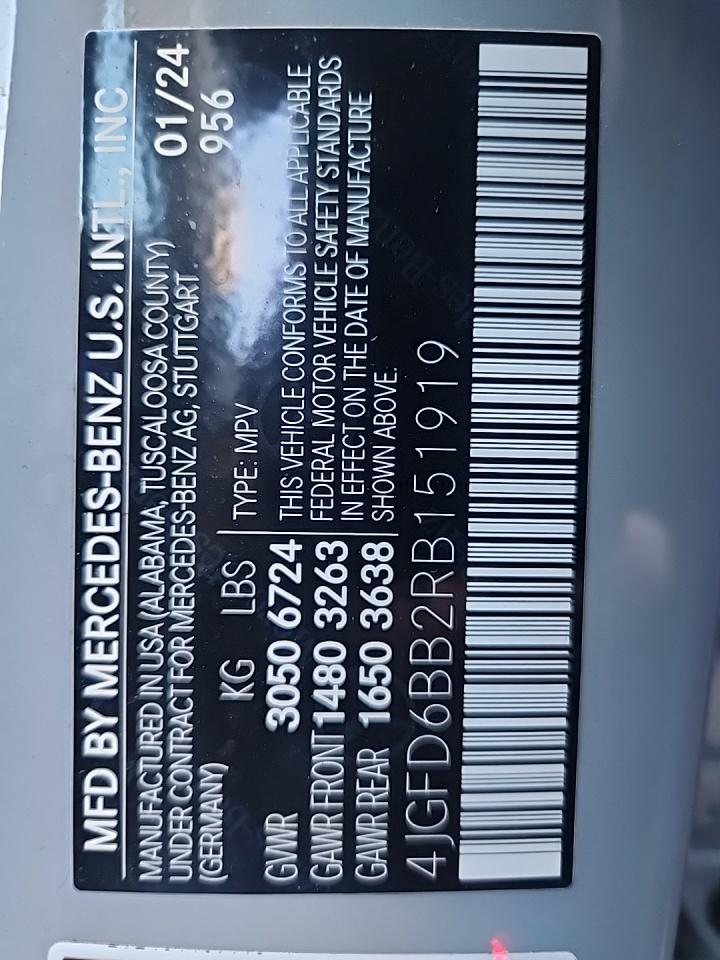 MFD BY MERCEDES-BENZ U.S. INTL., INC
MANUFACTURED IN USA (ALABAMA, TUSCALOOSA COUNTY) 01/24
UNDER CONTRACT FOR MERCEDES-BENZ AG, STUTTGART 956
(GERMANY)
KG LBS TYPE: MPV
GVWR 3050 6724 THIS VEHICLE CONFORMS TO ALL APPLICABLE
GAWR FRONT 1480 3263 FEDERAL MOTOR VEHICLE SAFETY STANDARDS
GAWR REAR 1650 3638 IN EFFECT ON THE DATE OF MANUFACTURE
SHOWN ABOVE.
4JGFD6BB2RB151919